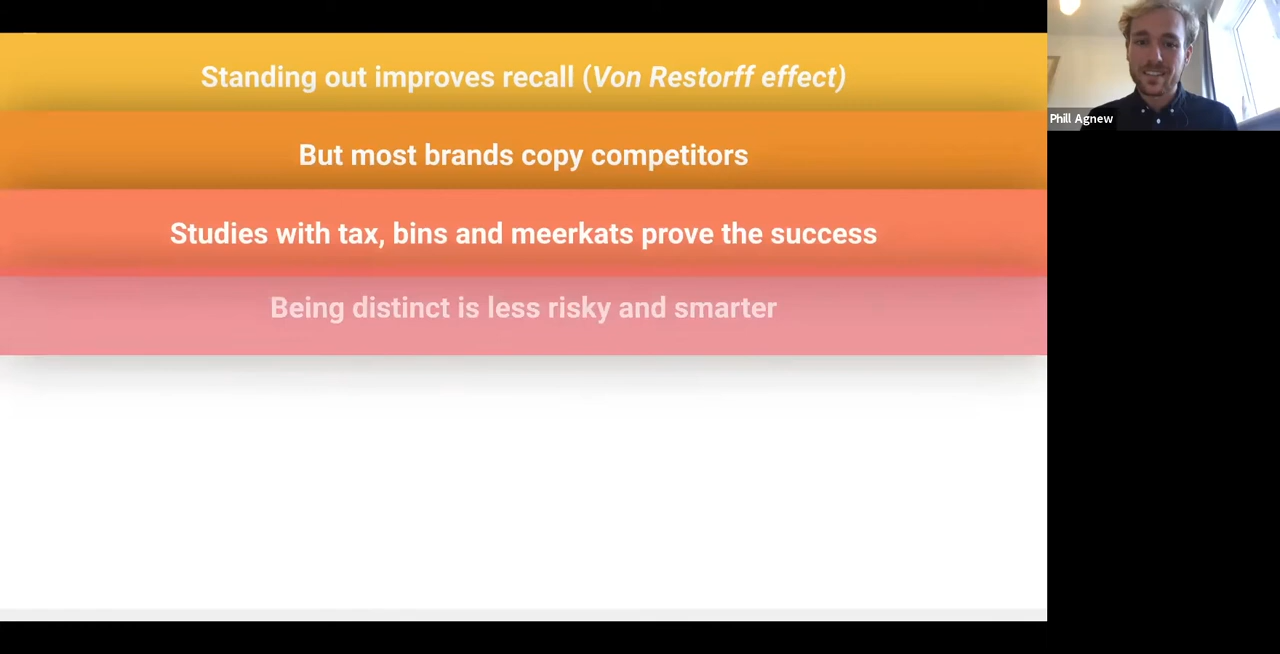 Standing out improves recall (Von Restorff effect)
But most brands copy competitors
Studies with tax, bins and meerkats prove the success
Being distinct is less risky and smarter
Phill Agnew